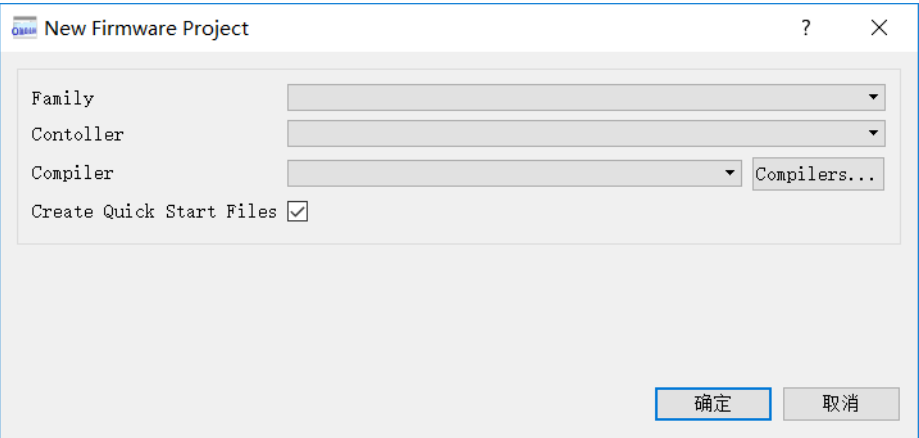 New Firmware Project
Family
Contoller
Compiler
Compilers...
Create Quick Start Files
确定
取消